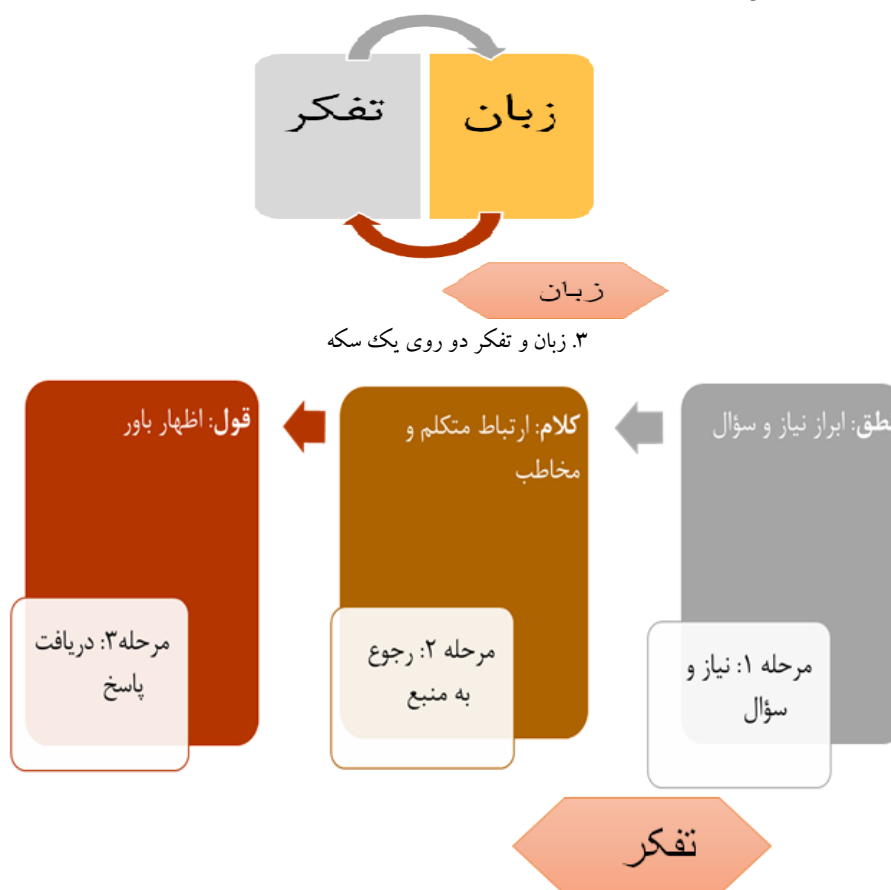 زبان
تفکر
زبان
۳. زبان و تفکر دو روی یک سکه
نطق: ابراز نیاز و سؤال
مرحله ۱: نیاز و
سؤال
کلام: ارتباط متکلم و
مخاطب
مرحله ۲: رجوع
به منبع
قول: اظهار باور
مرحله۳: دریافت
پاسخ
تفکر